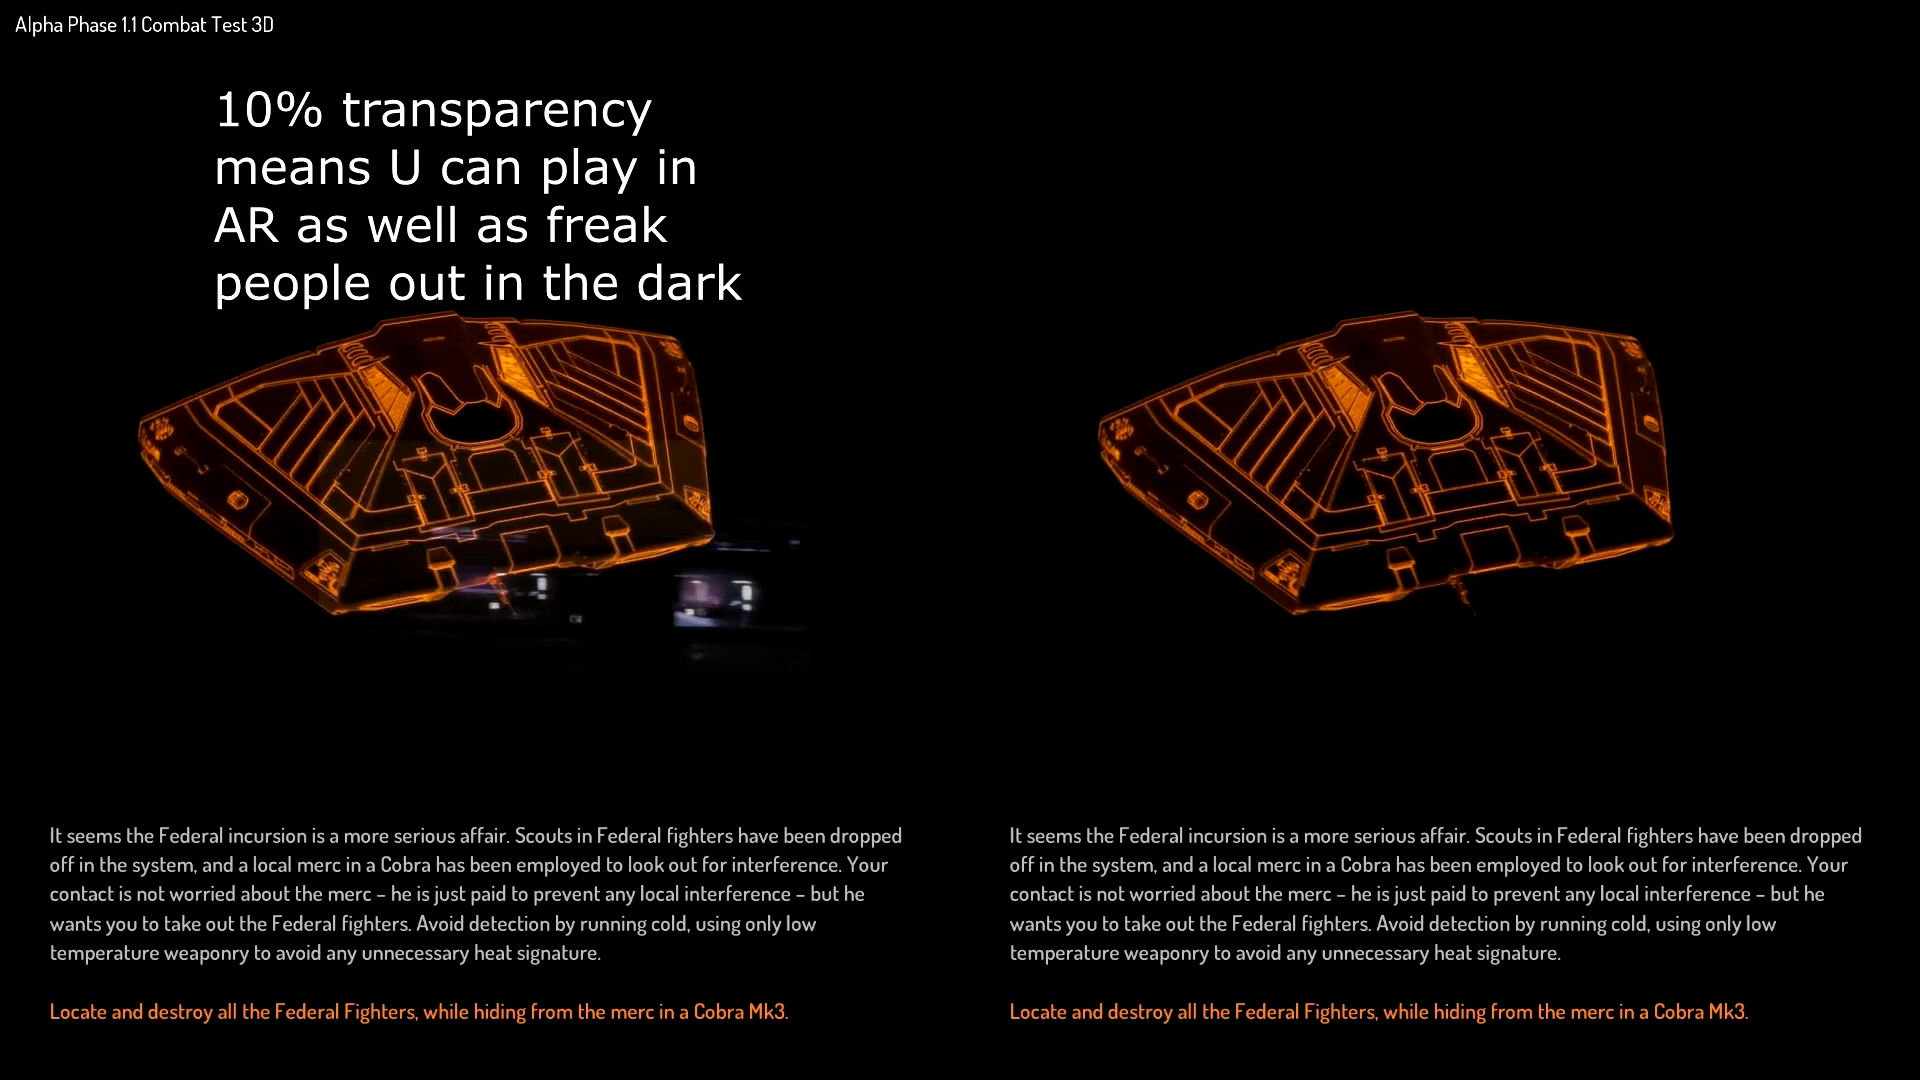 Alpha Phase 1.1 Combat Test 3D
10% transparency
means U can play in
AR as well as freak
people out in the dark
It seems the Federal incursion is a more serious affair. Scouts in Federal fighters have been dropped
off in the system, and a local merc in a Cobra has been employed to look out for interference. Your
contact is not worried about the merc – he is just paid to prevent any local interference – but he
wants you to take out the Federal fighters. Avoid detection by running cold, using only low
temperature weaponry to avoid any unnecessary heat signature.
Locate and destroy all the Federal Fighters, while hiding from the merc in a Cobra Mk3.
It seems the Federal incursion is a more serious affair. Scouts in Federal fighters have been dropped
off in the system, and a local merc in a Cobra has been employed to look out for interference. Your
contact is not worried about the merc – he is just paid to prevent any local interference – but he
wants you to take out the Federal fighters. Avoid detection by running cold, using only low
temperature weaponry to avoid any unnecessary heat signature.
Locate and destroy all the Federal Fighters, while hiding from the merc in a Cobra Mk3.